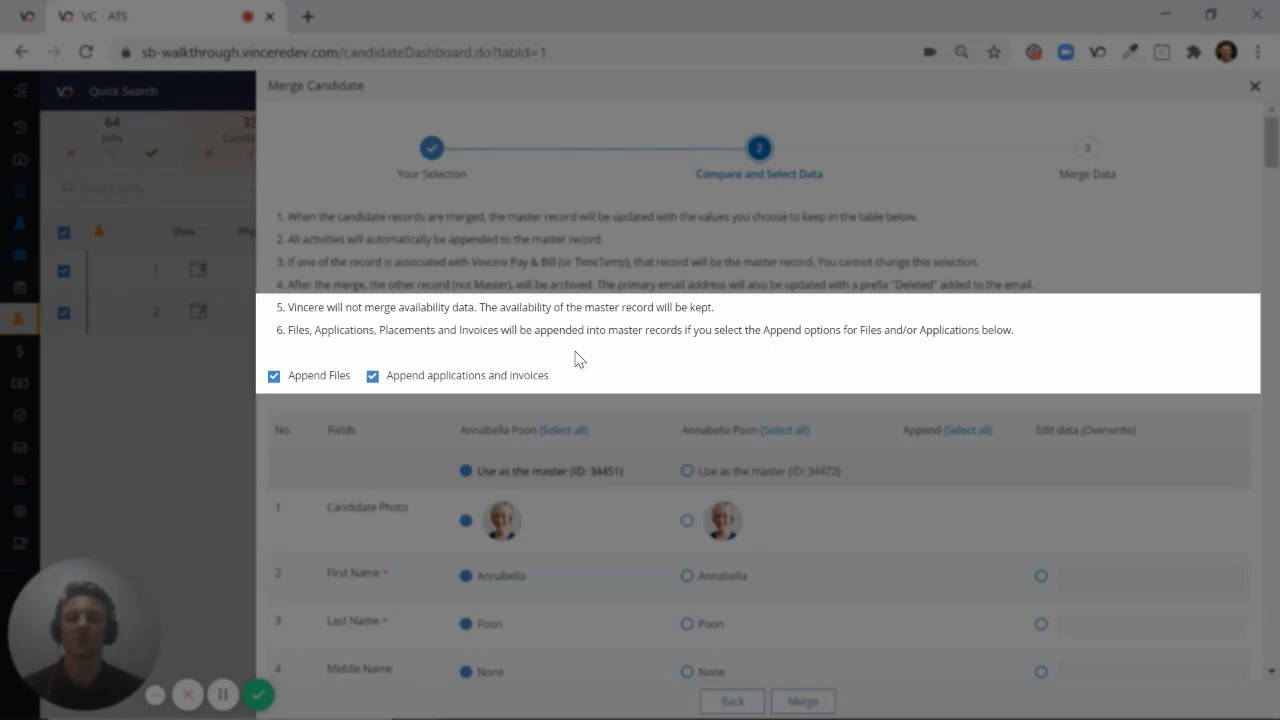 VC - ATS
sb-walkthrough.vinceredev.com/candidateDashboard.do?tabId=1
Quick Search
Merge Candidate
64
Jobs
33
2
3
Your Selection
Compare and Select Data
Merge Data
1. When the candidate records are merged, the master record will be updated with the values you choose to keep in the table below.
2. All activities will automatically be appended to the master record.
3. If one of the record is associated with Vincere Pay & Bill (or TimeTemp), that record will be the master record. You cannot change this selection.
4. After the merge, the other record (not Master), will be archived. The primary email address will also be updated with a prefix "Deleted" added to the email.
5. Vincere will not merge availability data. The availability of the master record will be kept.
6. Files, Applications, Placements and Invoices will be appended into master records if you select the Append options for Files and/or Applications below.
Append Files Append applications and invoices
View
1
2
No. Fields Annabella Poon (Select all) Annabella Poon (Select all) Append (Select all) Edit data (Overwrite)
Use as the master (ID: 34451) Use as the master (ID: 34472)
1 Candidate Photo
2 First Name * Annabella Annabella
3 Last Name * Poon Poon
4 Middle Name None None
Back Merge